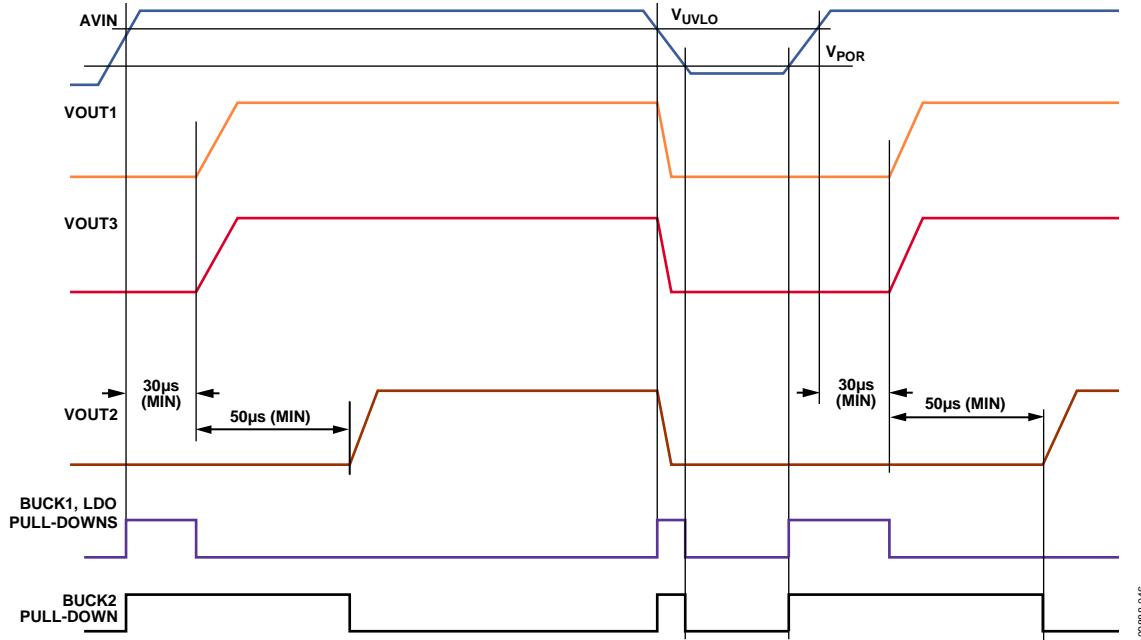 AVIN
VUVLO
VPOR
VOUT1
VOUT3
30µs
(MIN)
VOUT2
50µs (MIN)
30µs
(MIN)
50µs (MIN)
BUCK1, LDO
PULL-DOWNS
BUCK2
PULL-DOWN